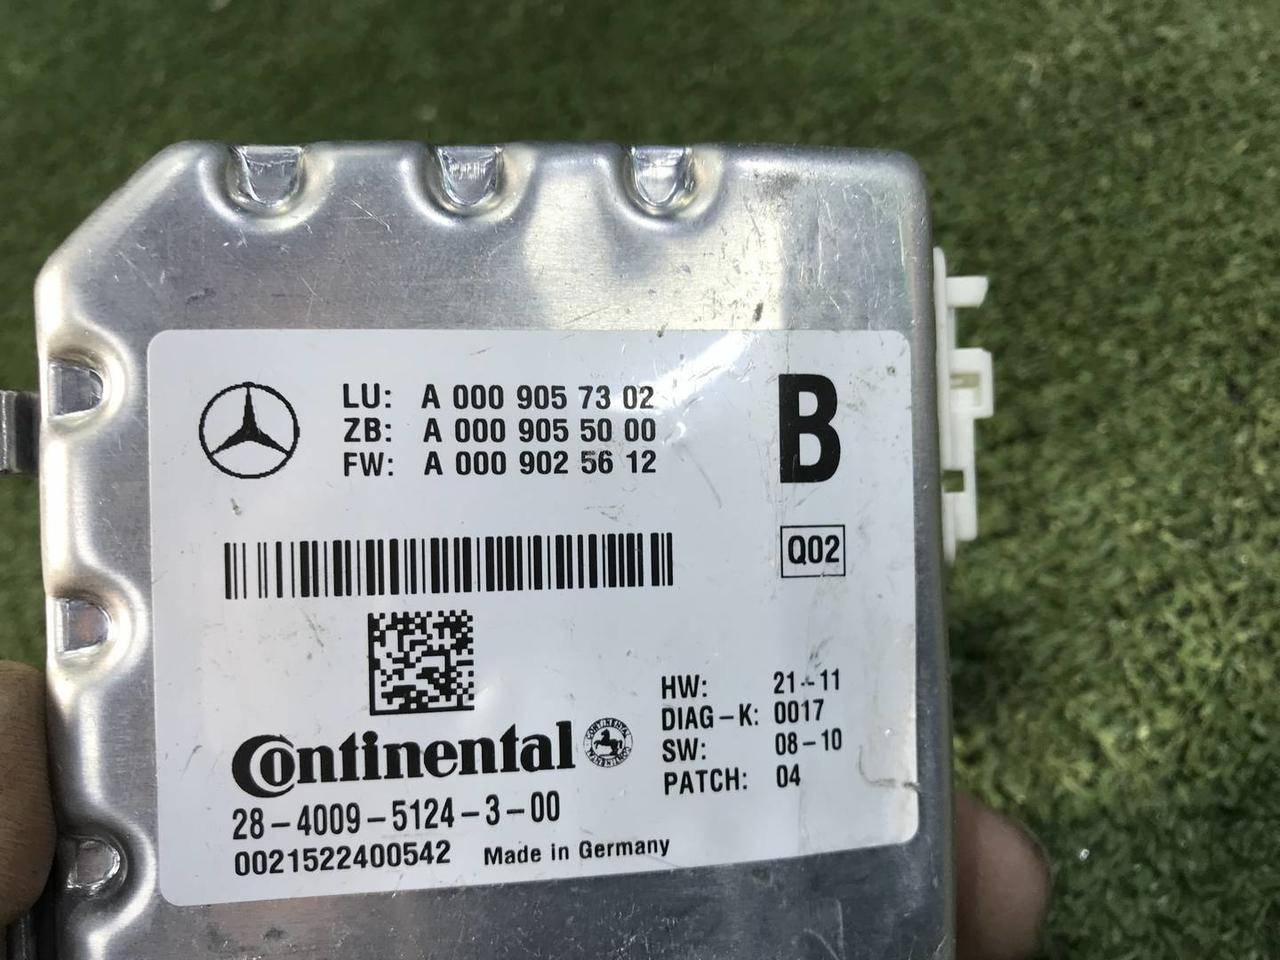 LU: A 000 905 73 02
ZB: A 000 905 50 00
FW: A 000 902 56 12
B
Q02
HW: 21-11
DIAG-K: 0017
SW: 08-10
PATCH: 04
Continental
CONTINENTAL
28-4009-5124-3-00
0021522400542 Made in Germany